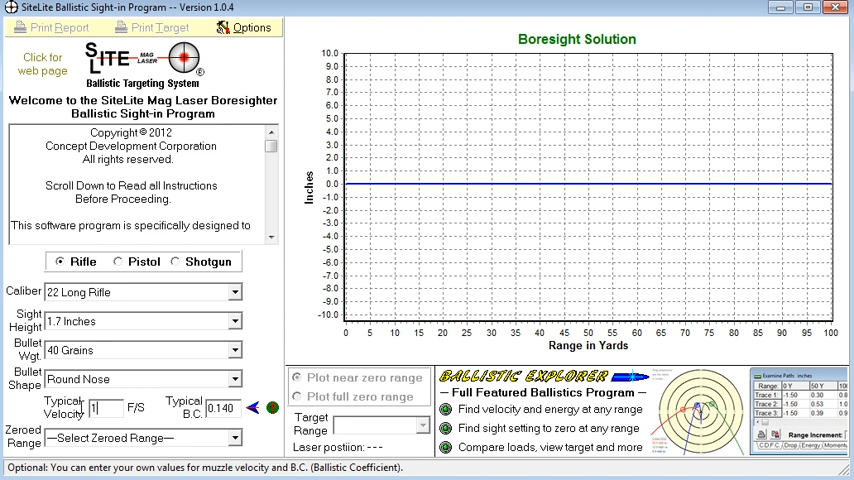 SiteLite Ballistic Sight-in Program -- Version 1.0.4
Print Report
Print Target
Options
Click for
web page
SITE
LITE
MAG
LASER
®
Ballistic Targeting System
Welcome to the SiteLite Mag Laser Boresighter
Ballistic Sight-in Program
Copyright © 2012
Concept Development Corporation
All rights reserved.
Scroll Down to Read all Instructions
Before Proceeding.
This software program is specifically designed to
Rifle
Pistol
Shotgun
Caliber
22 Long Rifle
Sight
Height
1.7 Inches
Bullet
Wgt.
40 Grains
Bullet
Shape
Round Nose
Typical
Velocity
1
F/S
Typical
B.C.
0.140
Zeroed
Range
---Select Zeroed Range---
Boresight Solution
Inches
10.0
9.0
8.0
7.0
6.0
5.0
4.0
3.0
2.0
1.0
0.0
-1.0
-2.0
-3.0
-4.0
-5.0
-6.0
-7.0
-8.0
-9.0
-10.0
0 5 10 15 20 25 30 35 40 45 50 55 60 65 70 75 80 85 90 95 100
Range in Yards
Plot near zero range
Plot full zero range
Target
Range
Laser postiion: ---
BALLISTIC EXPLORER
-- Full Featured Ballistics Program --
Find velocity and energy at any range
Find sight setting to zero at any range
Compare loads, view target and more
Examine Path: inches
Range: 0 Y 50 Y
Trace 1: -1.50 0.30
Trace 2: -1.50 0.53
Trace 3: -1.50 0.39
Range Increment:
Optional: You can enter your own values for muzzle velocity and B.C. (Ballistic Coefficient).